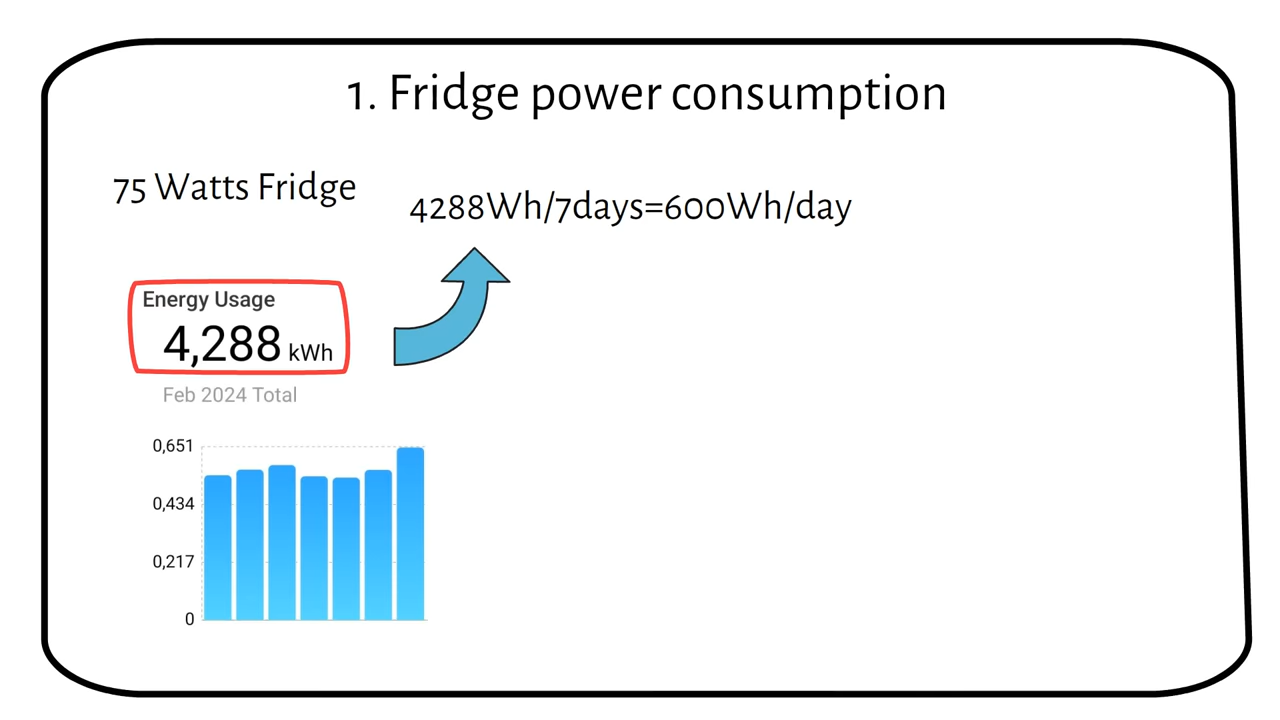 1. Fridge power consumption
75 Watts Fridge
4288Wh/7days=600Wh/day
Energy Usage
4,288 kWh
Feb 2024 Total
0,651
0,434
0,217
0